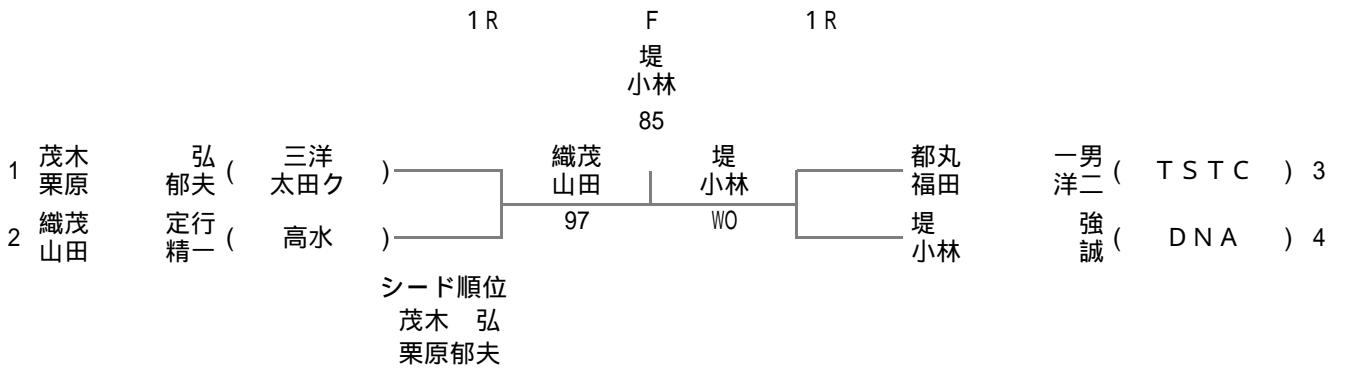 1R F 1R
堤
小林
85
1 茂木 弘 ( 三洋 ) 織茂 堤 都丸 一男 ( TSTC ) 3
栗原 郁夫 太田ク 山田 小林 福田 洋二
97 WO
2 織茂 定行 ( 高水 ) 堤 強 ( DNA ) 4
山田 精一 小林 誠
シード順位
茂木 弘
栗原郁夫